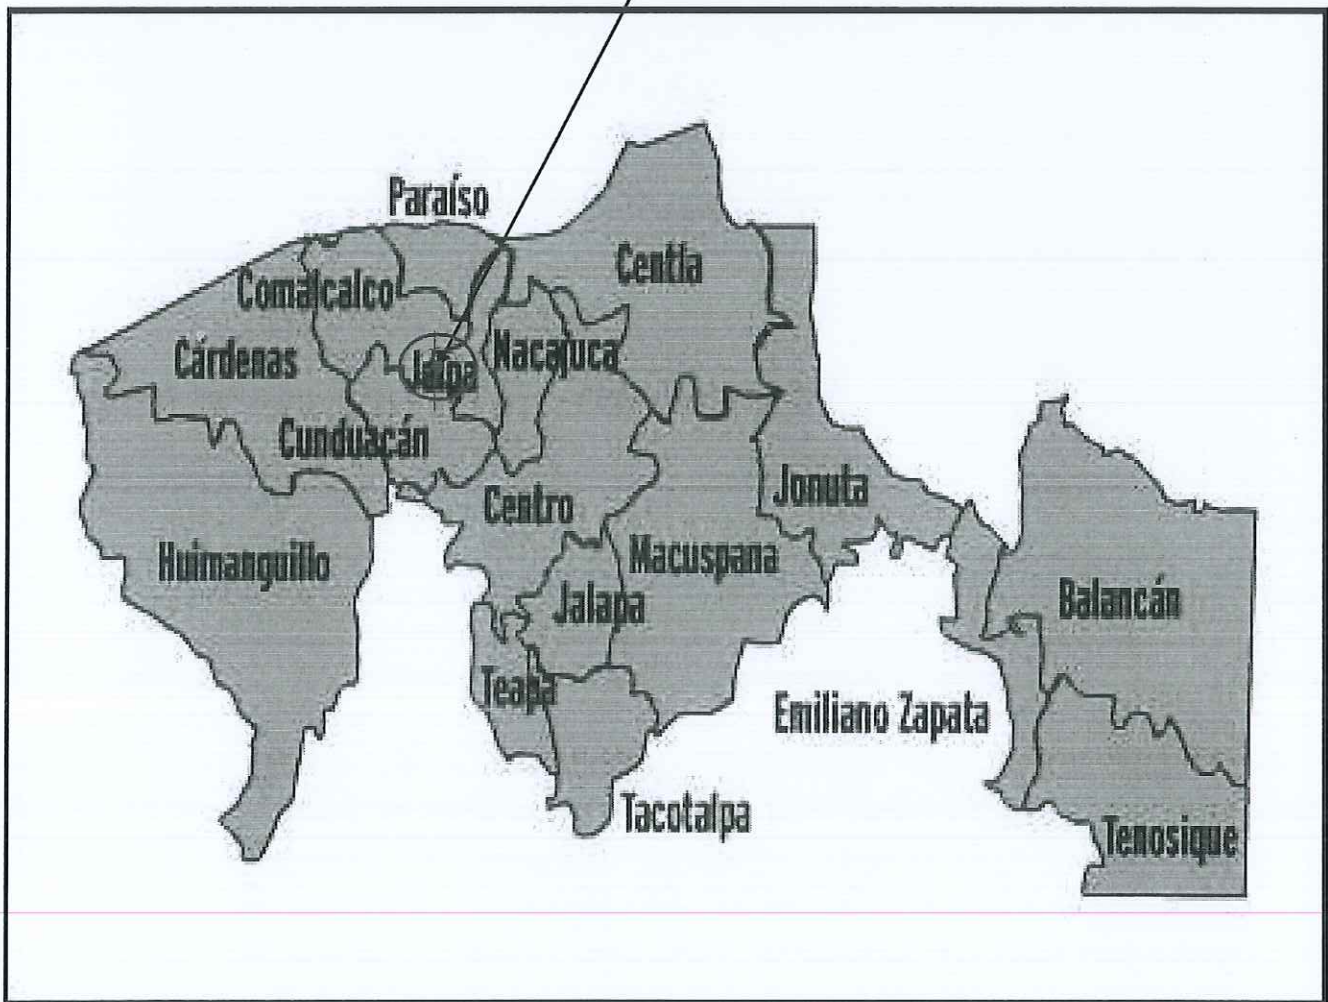 Paraíso
Centla
Comalcalco
Cárdenas
Jalpa
Nacajuca
Cunduacán
Jonuta
Centro
Huimanguillo
Macuspana
Balancán
Jalapa
Teapa
Emiliano Zapata
Tacotalpa
Tenosique